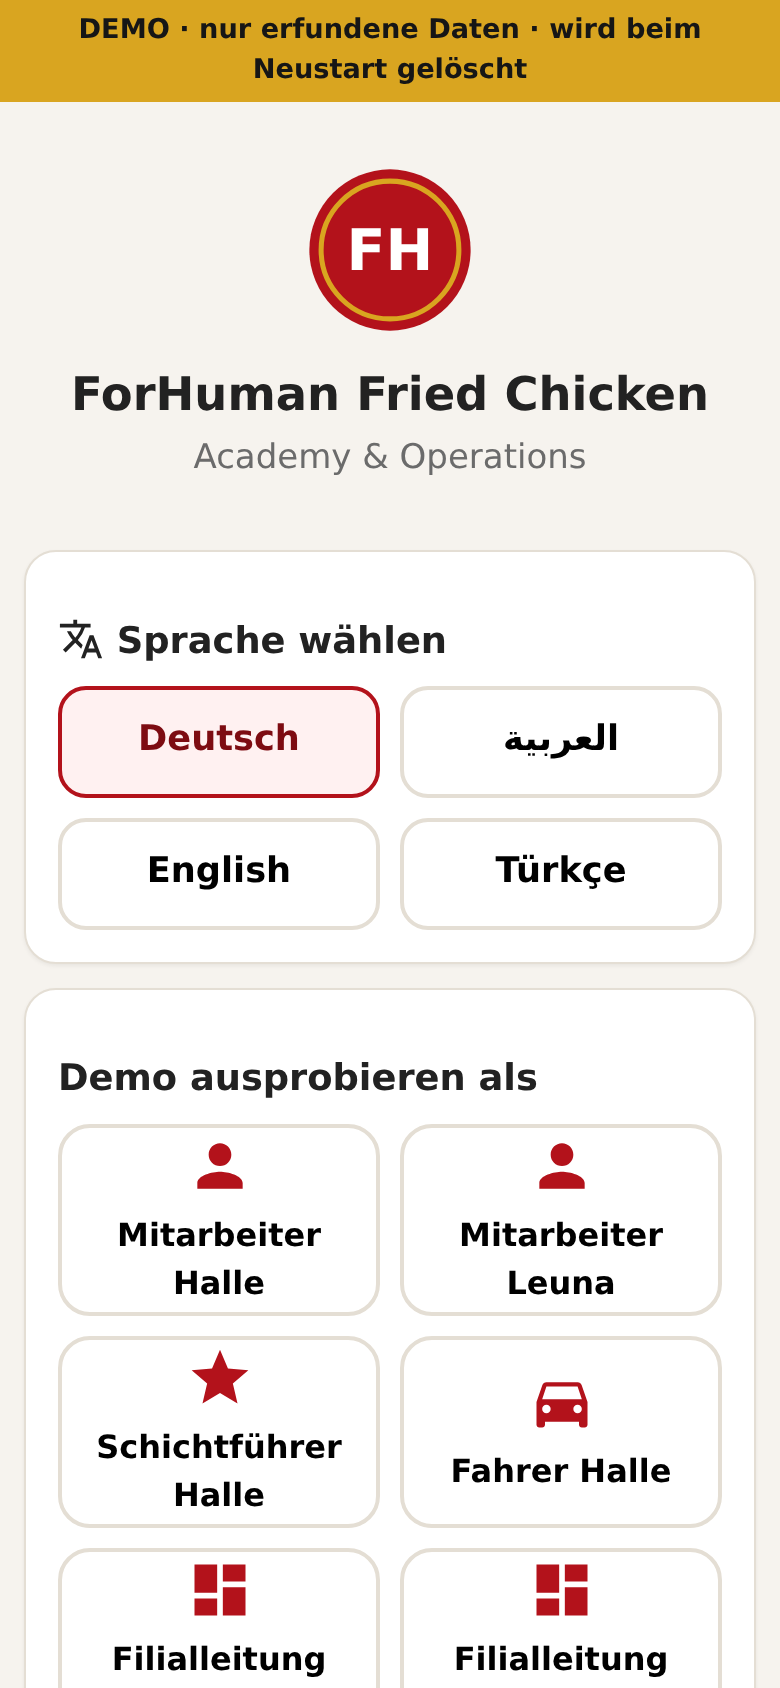 DEMO · nur erfundene Daten · wird beim
Neustart gelöscht
FH
ForHuman Fried Chicken
Academy & Operations
Sprache wählen
Deutsch
العربية
English
Türkçe
Demo ausprobieren als
Mitarbeiter
Halle
Mitarbeiter
Leuna
Schichtführer
Halle
Fahrer Halle
Filialleitung
Filialleitung